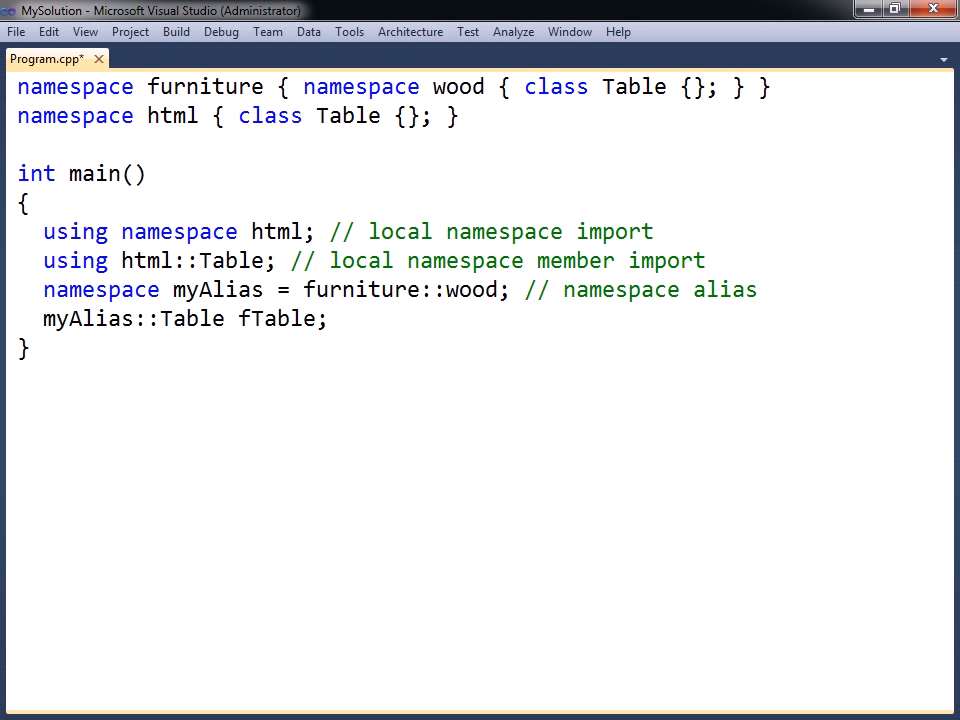 MySolution - Microsoft Visual Studio (Administrator)
File Edit View Project Build Debug Team Data Tools Architecture Test Analyze Window Help
Program.cpp*
namespace furniture { namespace wood { class Table {}; } }
namespace html { class Table {}; }
int main()
{
using namespace html; // local namespace import
using html::Table; // local namespace member import
namespace myAlias = furniture::wood; // namespace alias
myAlias::Table fTable;
}